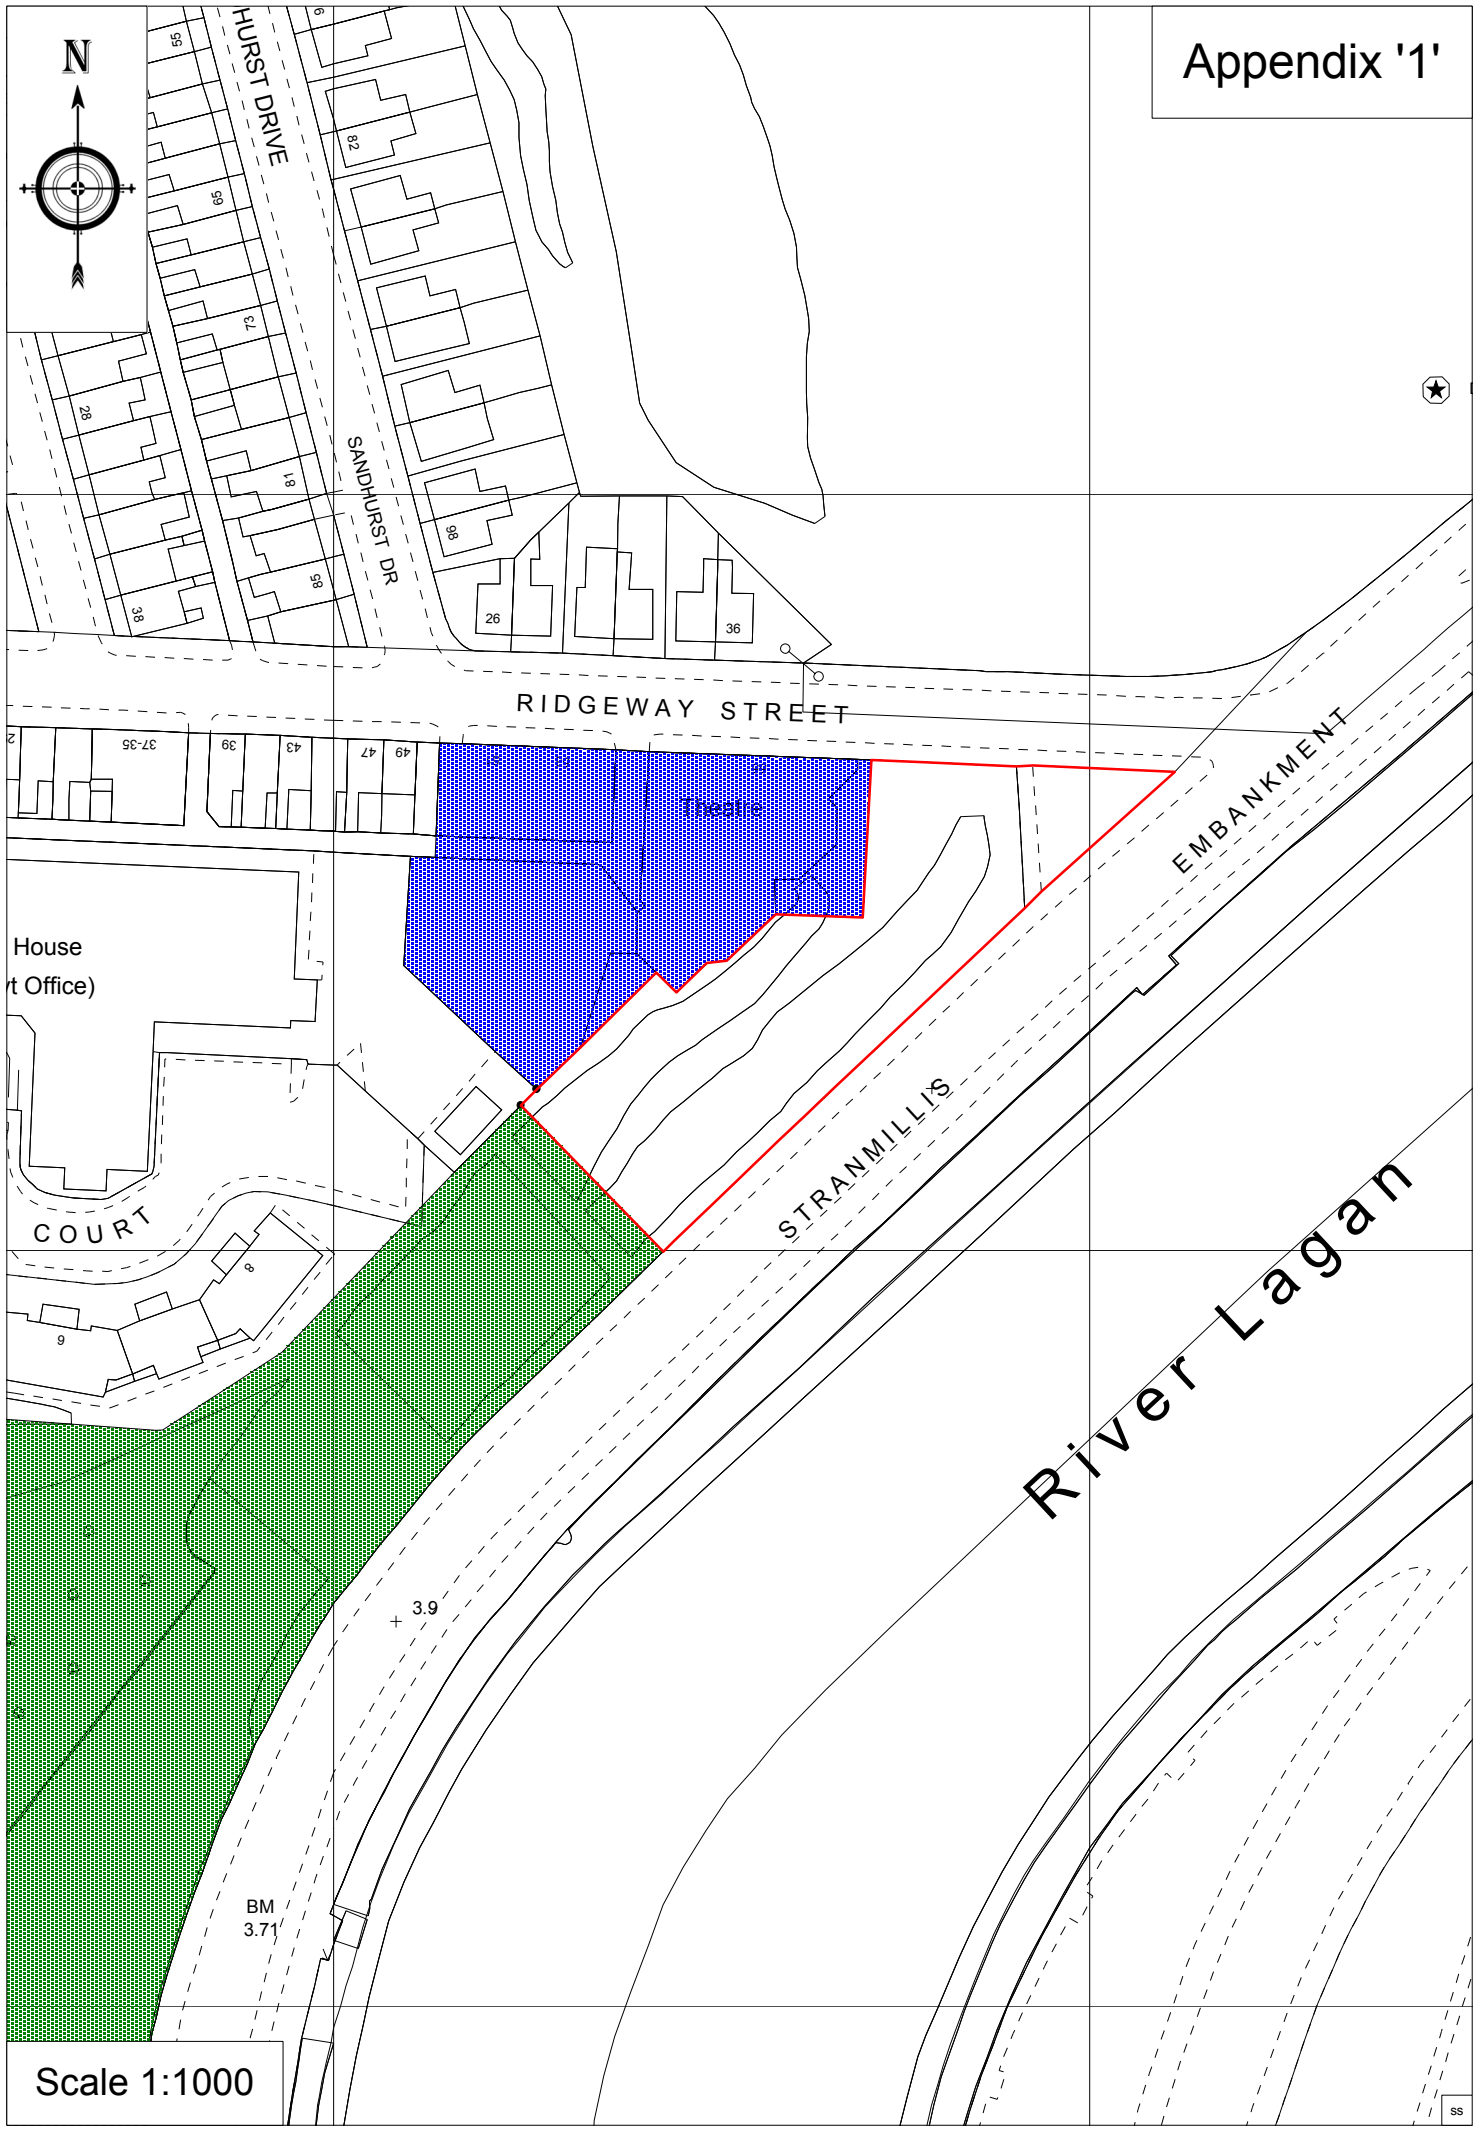 Appendix '1'
N
55
HURST DRIVE
82
65
73
28
81
SANDHURST DR
98
85
38
26
36
RIDGEWAY STREET
37-35
39
43
47
49
Theatre
EMBANKMENT
House
t Office)
STRANMILLIS
COURT
8
9
River Lagan
3.9
BM
3.71
Scale 1:1000
ss